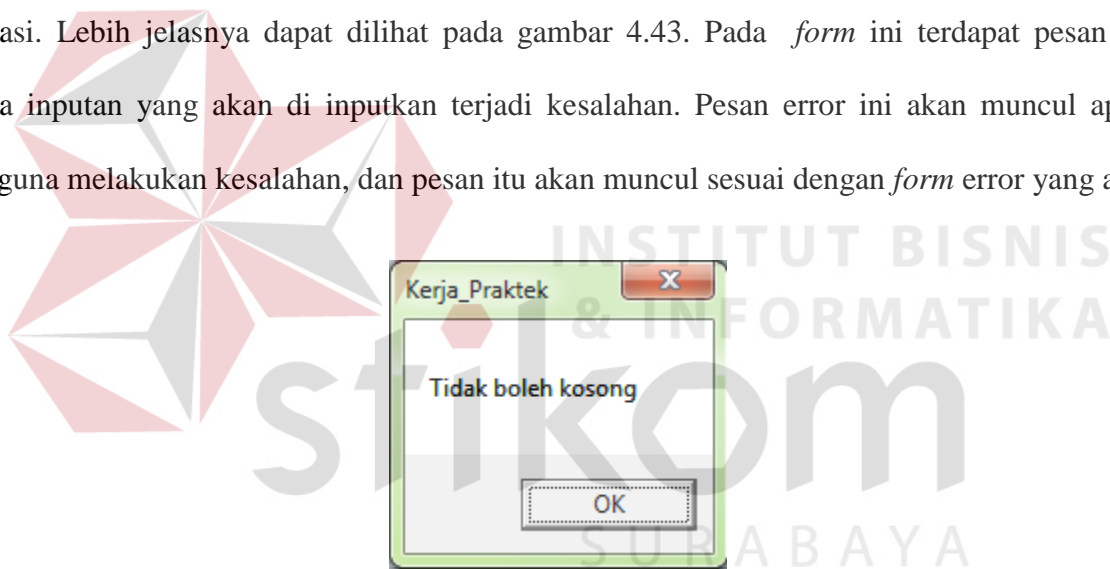 asi. Lebih jelasnya dapat dilihat pada gambar 4.43. Pada form ini terdapat pesan
a inputan yang akan di inputkan terjadi kesalahan. Pesan error ini akan muncul ap
guna melakukan kesalahan, dan pesan itu akan muncul sesuai dengan form error yang a
INSTITUT BISNIS
& INFORMATIKA
stikom
SURABAYA
Kerja_Praktek
Tidak boleh kosong
OK